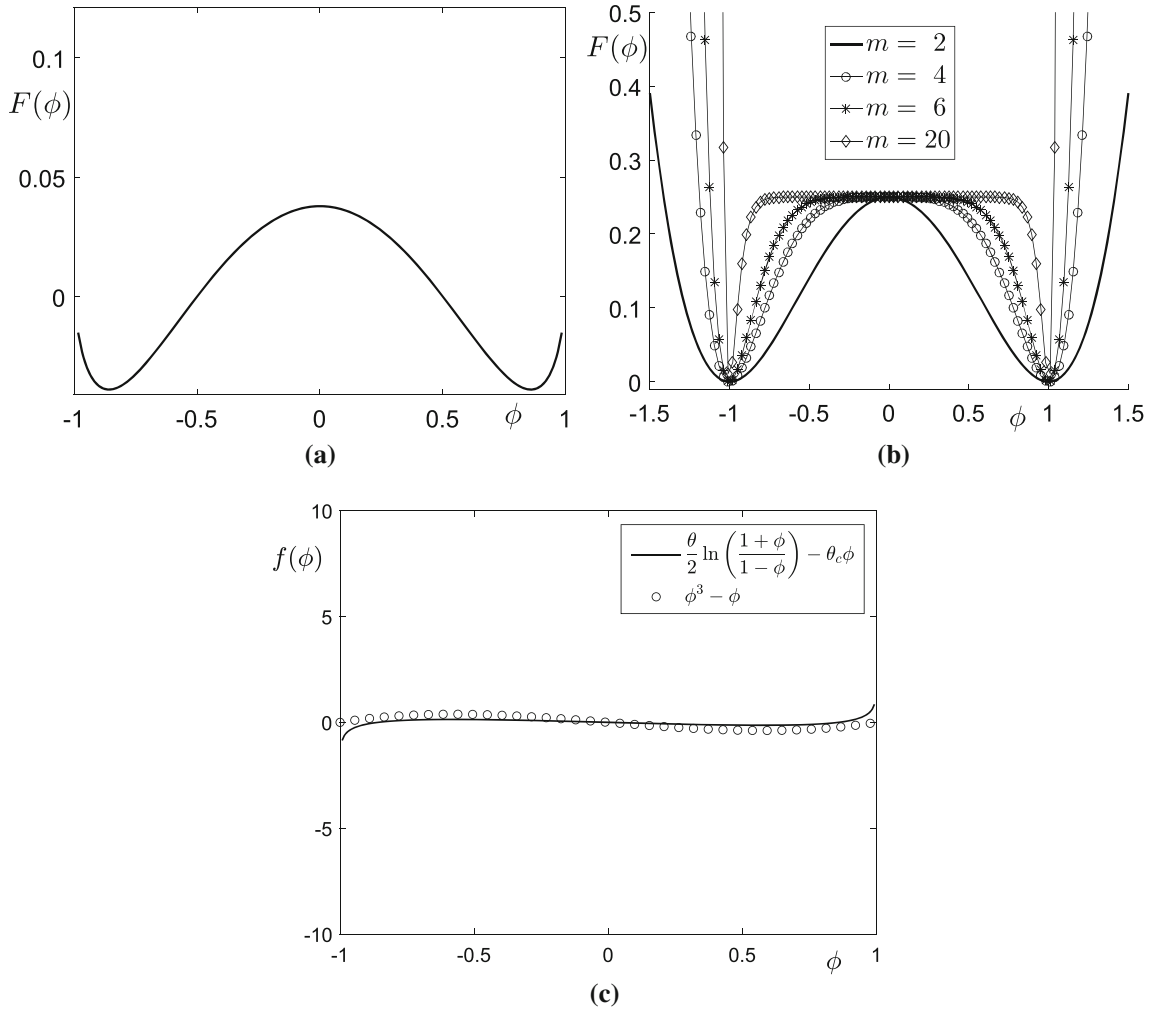 0.1
0.05
0
F(ϕ)
-1 -0.5 0 0.5 ϕ 1
(a)
0.5
0.4
0.3
0.2
0.1
0
F(ϕ)
m = 2
m = 4
m = 6
m = 20
-1.5 -1 -0.5 0 0.5 ϕ 1 1.5
(b)
10
5
0
-5
-10
f(ϕ)
θ/2 ln((1 + ϕ)/(1 − ϕ)) − θ_cϕ
ϕ³ − ϕ
-1 -0.5 0 0.5 ϕ 1
(c)